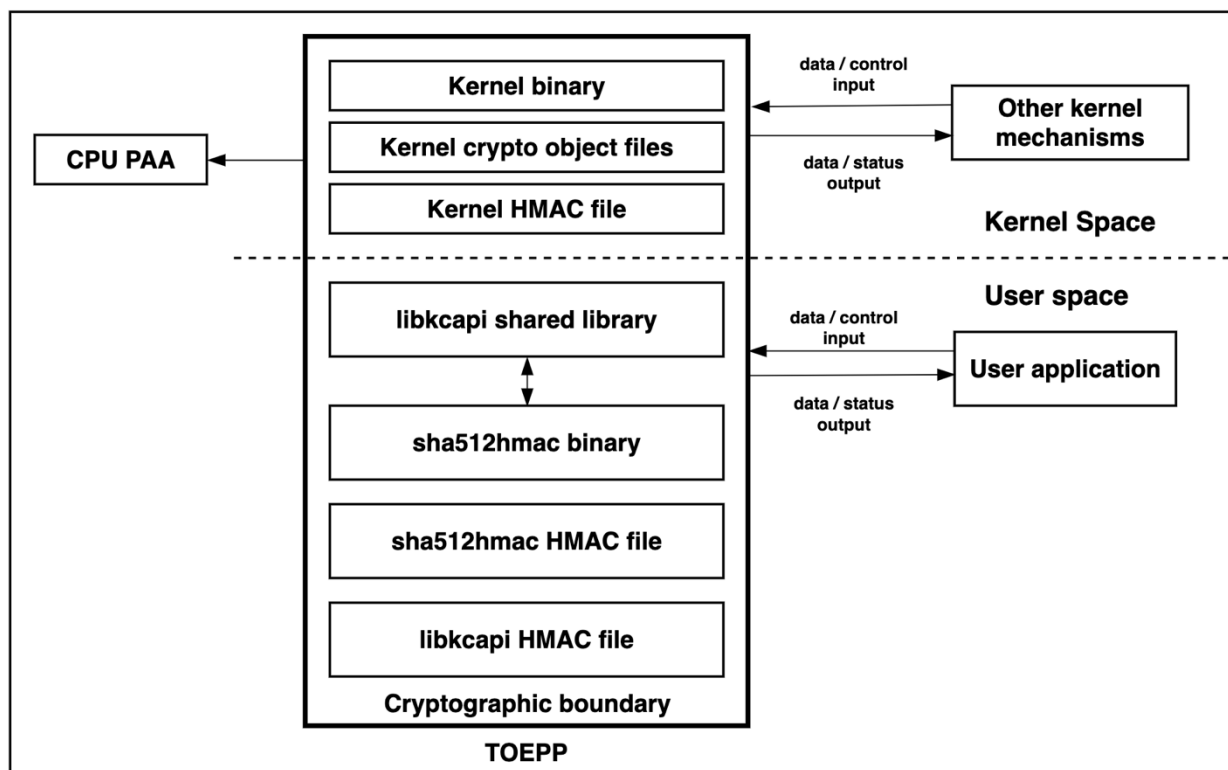 Kernel binary
Kernel crypto object files
Kernel HMAC file
CPU PAA
data / control
input
Other kernel
mechanisms
data / status
output
Kernel Space
User space
libkcapi shared library
data / control
input
User application
data / status
output
sha512hmac binary
sha512hmac HMAC file
libkcapi HMAC file
Cryptographic boundary
TOEPP